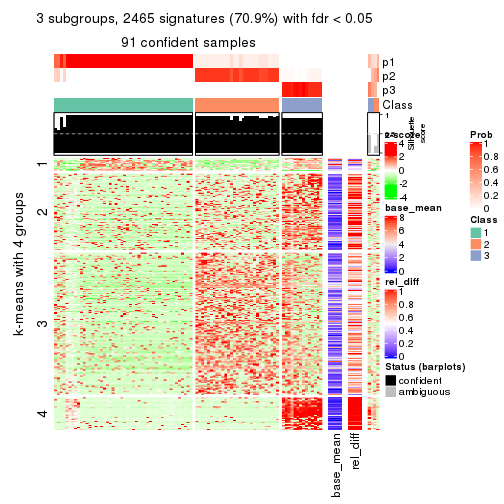 3 subgroups, 2465 signatures (70.9%) with fdr < 0.05
91 confident samples
p1
p2
p3
Class
1
Silhouette
score
k-means with 4 groups
1
2
3
4
base_mean
rel_diff
z-score
4
2
0
-2
-4
base_mean
8
6
4
2
0
rel_diff
1
0.8
0.6
0.4
0.2
0
Status (barplots)
confident
ambiguous
Prob
1
0.8
0.6
0.4
0.2
0
Class
1
2
3